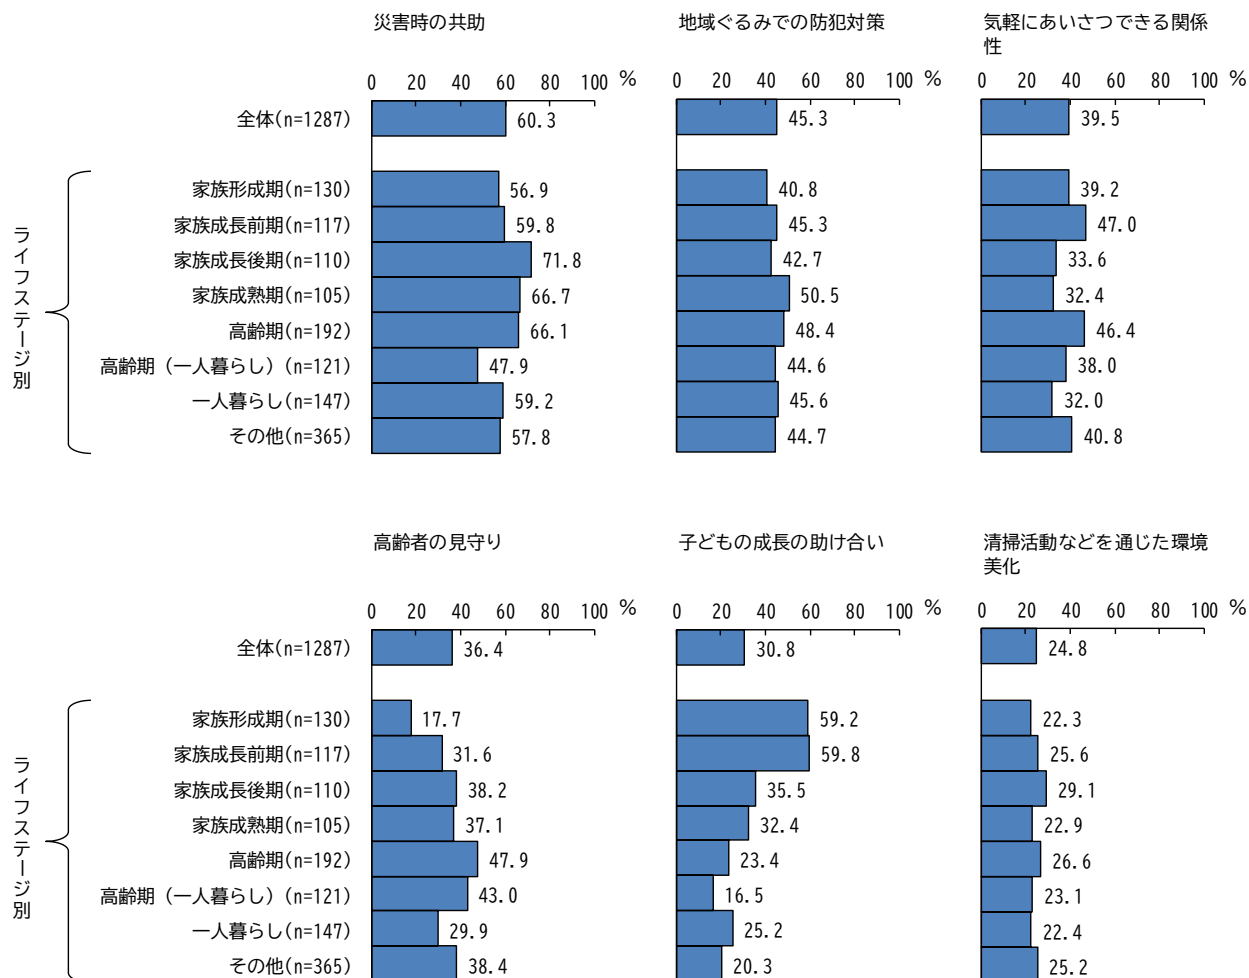 災害時の共助
地域ぐるみでの防犯対策
気軽にあいさつできる関係
性
0 20 40 60 80 100 %
0 20 40 60 80 100 %
0 20 40 60 80 100 %
全体(n=1287) 60.3 45.3 39.5
ライフステージ別
家族形成期(n=130) 56.9 40.8 39.2
家族成長前期(n=117) 59.8 45.3 47.0
家族成長後期(n=110) 71.8 42.7 33.6
家族成熟期(n=105) 66.7 50.5 32.4
高齢期(n=192) 66.1 48.4 46.4
高齢期（一人暮らし）(n=121) 47.9 44.6 38.0
一人暮らし(n=147) 59.2 45.6 32.0
その他(n=365) 57.8 44.7 40.8
高齢者の見守り
子どもの成長の助け合い
清掃活動などを通じた環境
美化
0 20 40 60 80 100 %
0 20 40 60 80 100 %
0 20 40 60 80 100 %
全体(n=1287) 36.4 30.8 24.8
ライフステージ別
家族形成期(n=130) 17.7 59.2 22.3
家族成長前期(n=117) 31.6 59.8 25.6
家族成長後期(n=110) 38.2 35.5 29.1
家族成熟期(n=105) 37.1 32.4 22.9
高齢期(n=192) 47.9 23.4 26.6
高齢期（一人暮らし）(n=121) 43.0 16.5 23.1
一人暮らし(n=147) 29.9 25.2 22.4
その他(n=365) 38.4 20.3 25.2